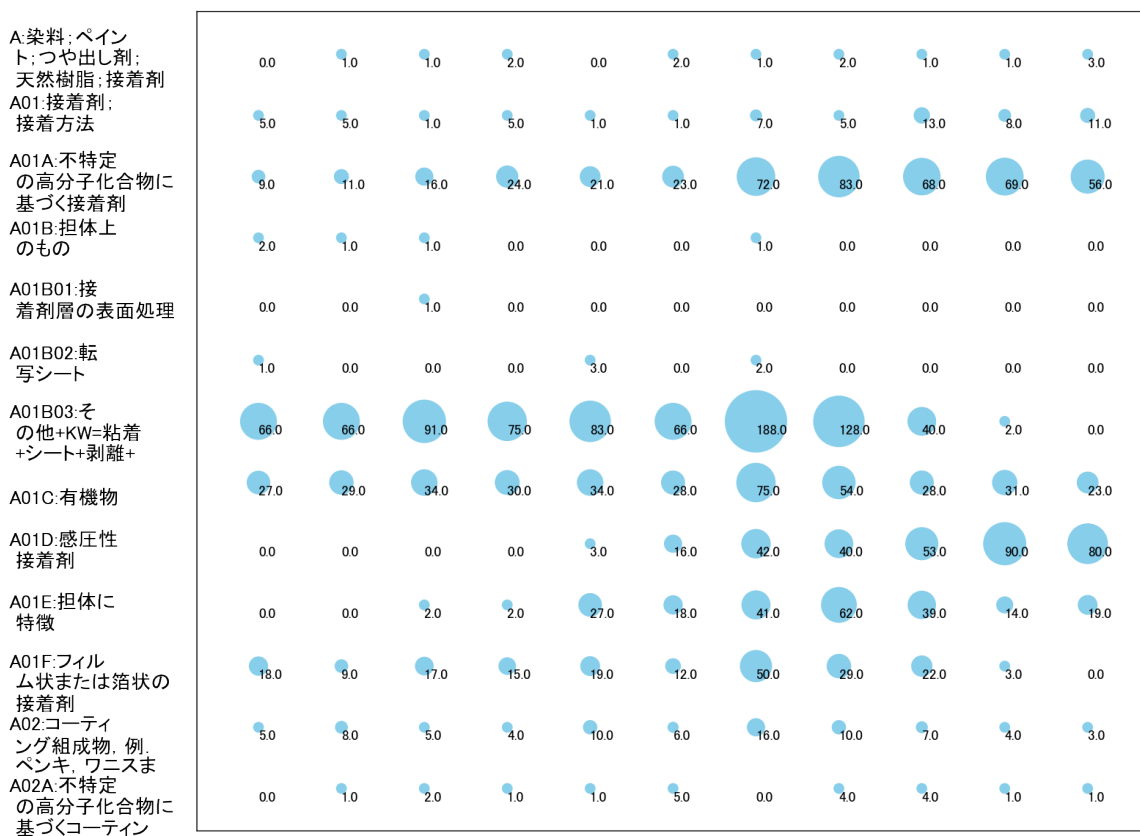 A:染料;ペイン
ト;つや出し剤;
天然樹脂;接着剤
0.0 1.0 1.0 2.0 0.0 2.0 1.0 2.0 1.0 1.0 3.0
A01:接着剤;
接着方法
5.0 5.0 1.0 5.0 1.0 1.0 7.0 5.0 13.0 8.0 11.0
A01A:不特定
の高分子化合物に
基づく接着剤
9.0 11.0 16.0 24.0 21.0 23.0 72.0 83.0 68.0 69.0 56.0
A01B:担体上
のもの
2.0 1.0 1.0 0.0 0.0 0.0 1.0 0.0 0.0 0.0 0.0
A01B01:接
着剤層の表面処理
0.0 0.0 1.0 0.0 0.0 0.0 0.0 0.0 0.0 0.0 0.0
A01B02:転
写シート
1.0 0.0 0.0 0.0 3.0 0.0 2.0 0.0 0.0 0.0 0.0
A01B03:そ
の他+KW=粘着
+シート+剥離+
66.0 66.0 91.0 75.0 83.0 66.0 188.0 128.0 40.0 2.0 0.0
A01C:有機物
27.0 29.0 34.0 30.0 34.0 28.0 75.0 54.0 28.0 31.0 23.0
A01D:感圧性
接着剤
0.0 0.0 0.0 0.0 3.0 16.0 42.0 40.0 53.0 90.0 80.0
A01E:担体に
特徴
0.0 0.0 2.0 2.0 27.0 18.0 41.0 62.0 39.0 14.0 19.0
A01F:フィル
ム状または箔状の
接着剤
18.0 9.0 17.0 15.0 19.0 12.0 50.0 29.0 22.0 3.0 0.0
A02:コーティ
ング組成物, 例.
ペンキ, ワニスま
5.0 8.0 5.0 4.0 10.0 6.0 16.0 10.0 7.0 4.0 3.0
A02A:不特定
の高分子化合物に
基づくコーティン
0.0 1.0 2.0 1.0 1.0 5.0 0.0 4.0 4.0 1.0 1.0